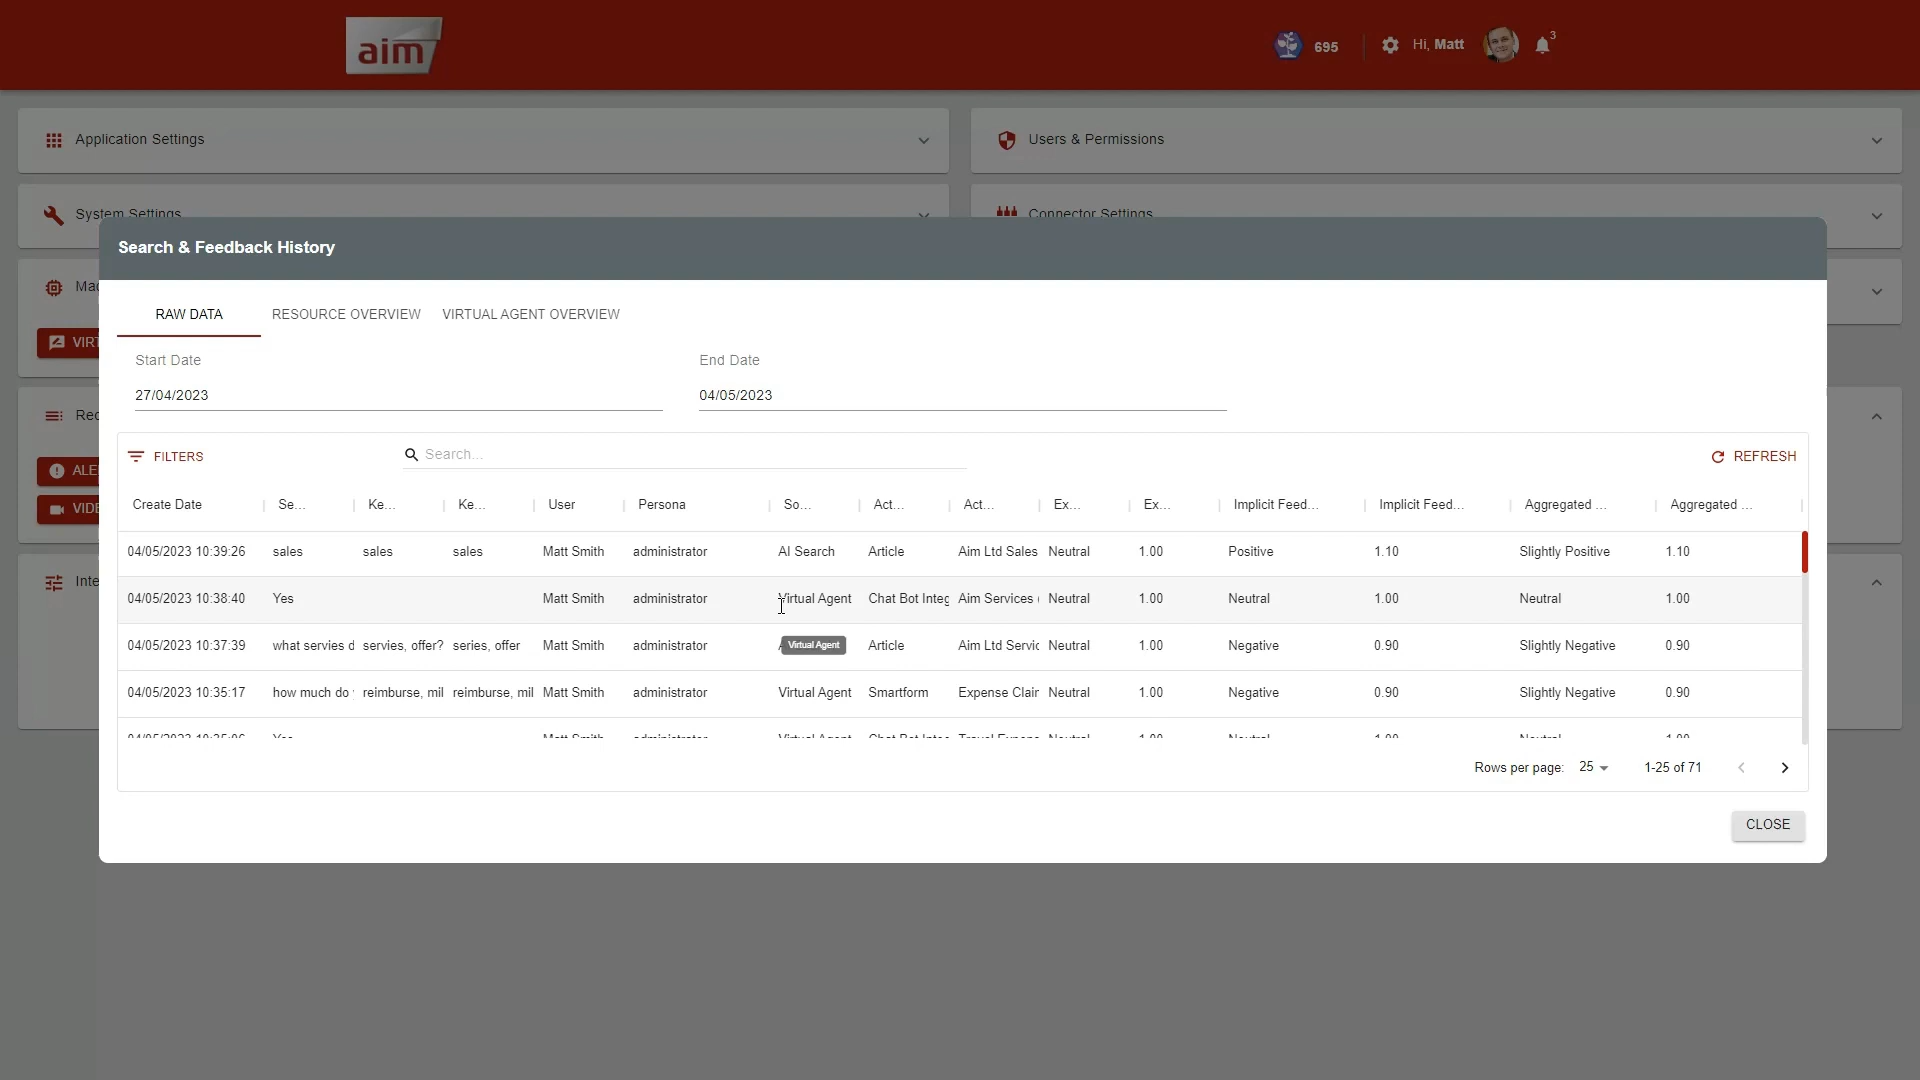 aim
695
Hi, Matt
3
Application Settings
Users & Permissions
System Settings
Connector Settings
Search & Feedback History
Mac
RAW DATA RESOURCE OVERVIEW VIRTUAL AGENT OVERVIEW
VIRT
Start Date End Date
27/04/2023 04/05/2023
Rec
FILTERS Search... REFRESH
ALE
Create Date Se... Ke... Ke... User Persona So... Act... Act... Ex... Ex... Implicit Feed... Implicit Feed... Aggregated ... Aggregated ...
VIDE
04/05/2023 10:39:26 sales sales sales Matt Smith administrator AI Search Article Aim Ltd Sales Neutral 1.00 Positive 1.10 Slightly Positive 1.10
Inte
04/05/2023 10:38:40 Yes Matt Smith administrator Virtual Agent Chat Bot Integ Aim Services ( Neutral 1.00 Neutral 1.00 Neutral 1.00
04/05/2023 10:37:39 what servies d servies, offer? series, offer Matt Smith administrator Virtual Agent Article Aim Ltd Servic Neutral 1.00 Negative 0.90 Slightly Negative 0.90
04/05/2023 10:35:17 how much do reimburse, mil reimburse, mil Matt Smith administrator Virtual Agent Smartform Expense Clair Neutral 1.00 Negative 0.90 Slightly Negative 0.90
Yes Matt Smith administrator Virtual Agent Chat Bot Integ Neutral 1.00 Neutral 1.00 Neutral 1.00
Rows per page: 25 1-25 of 71
CLOSE